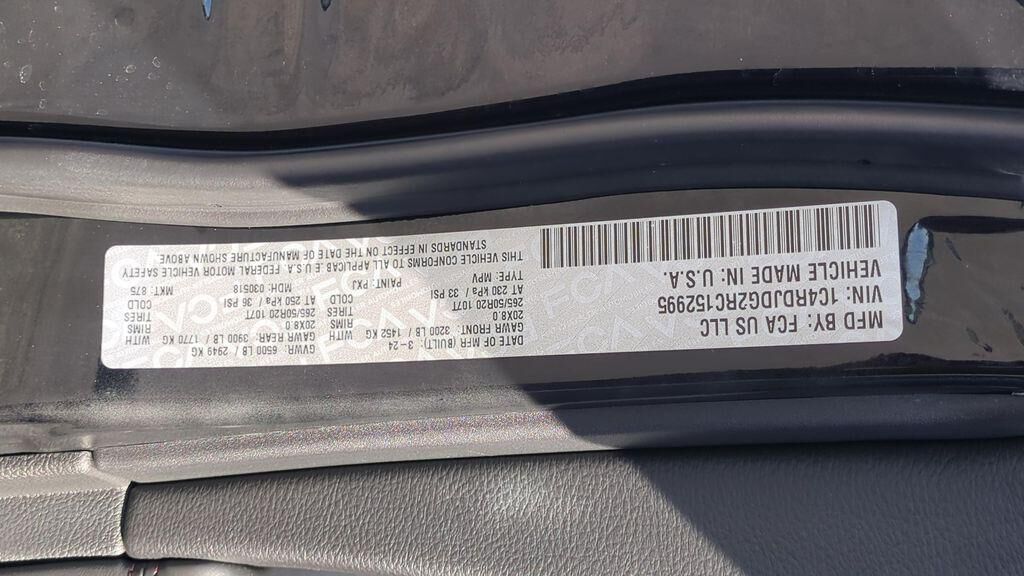 MFD BY: FCA US LLC
VIN: 1C4RDJDG2RC152995
VEHICLE MADE IN: U.S.A.
DATE OF MFR (BUILT): 3-24
GAWR FRONT: 3200 LB / 1452 KG
20X8.0 RIMS
265/50R20 107T TIRES
AT 230 kPa / 33 PSI COLD
TYPE: MPV PAINT: PXJ
GVWR: 6500 LB / 2949 KG
GAWR REAR: 3900 LB / 1770 KG
20X8.0 RIMS
265/50R20 107T TIRES
AT 250 kPa / 36 PSI COLD
MDH: 030518 MKT: 875
THIS VEHICLE CONFORMS TO ALL APPLICABLE U.S.A. FEDERAL MOTOR VEHICLE SAFETY
STANDARDS IN EFFECT ON THE DATE OF MANUFACTURE SHOWN ABOVE